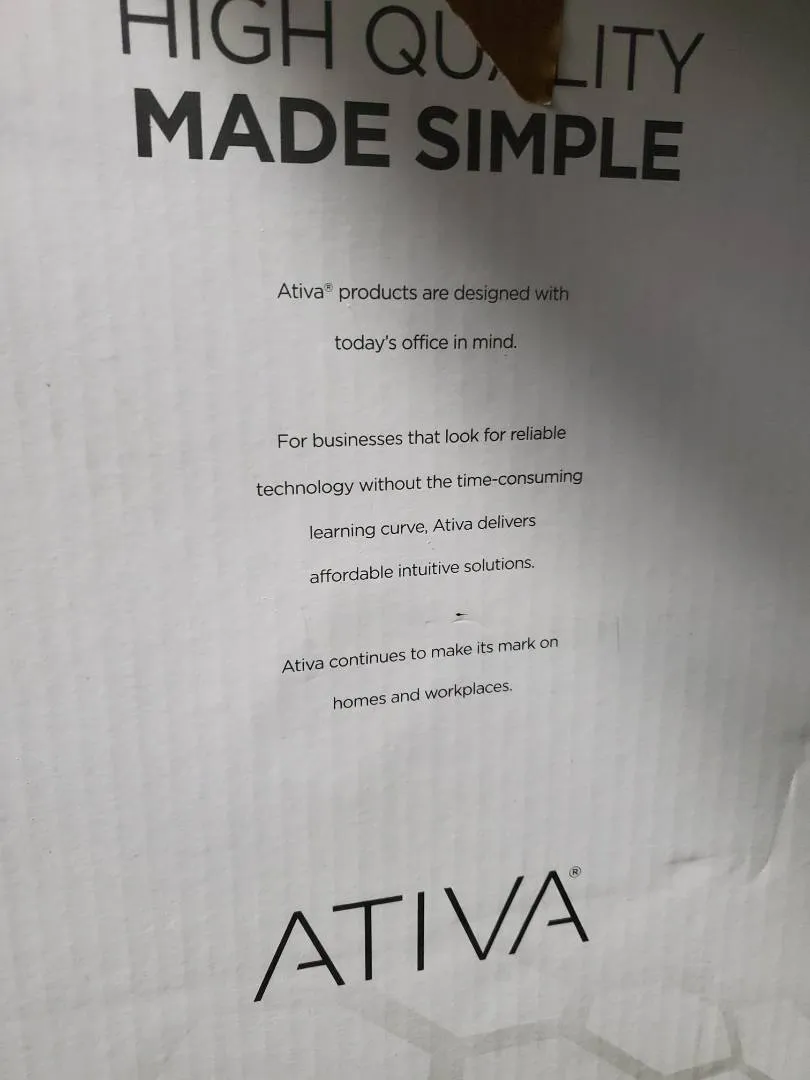 HIGH QUALITY
MADE SIMPLE
Ativa® products are designed with
today's office in mind.
For businesses that look for reliable
technology without the time-consuming
learning curve, Ativa delivers
affordable intuitive solutions.
Ativa continues to make its mark on
homes and workplaces.
ATIVA®